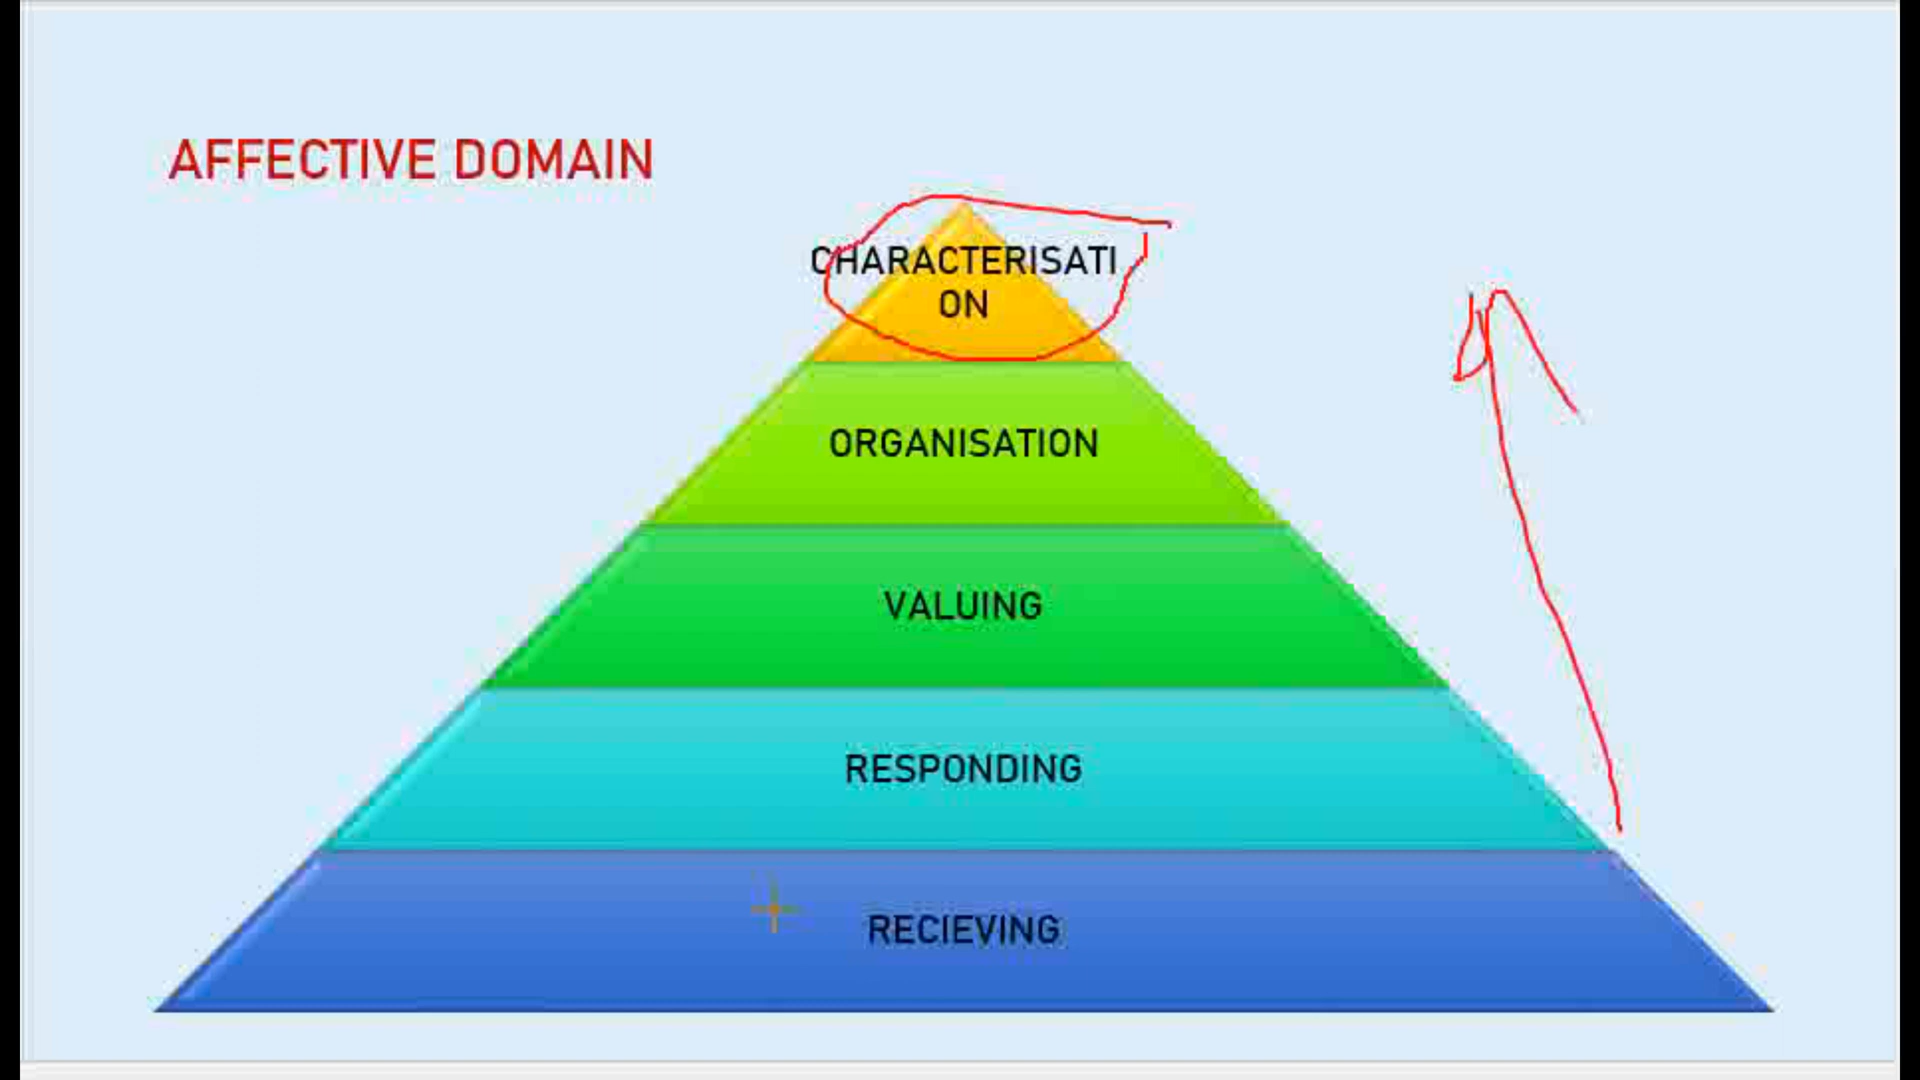 AFFECTIVE DOMAIN
CHARACTERISATI
ON
ORGANISATION
VALUING
RESPONDING
RECIEVING